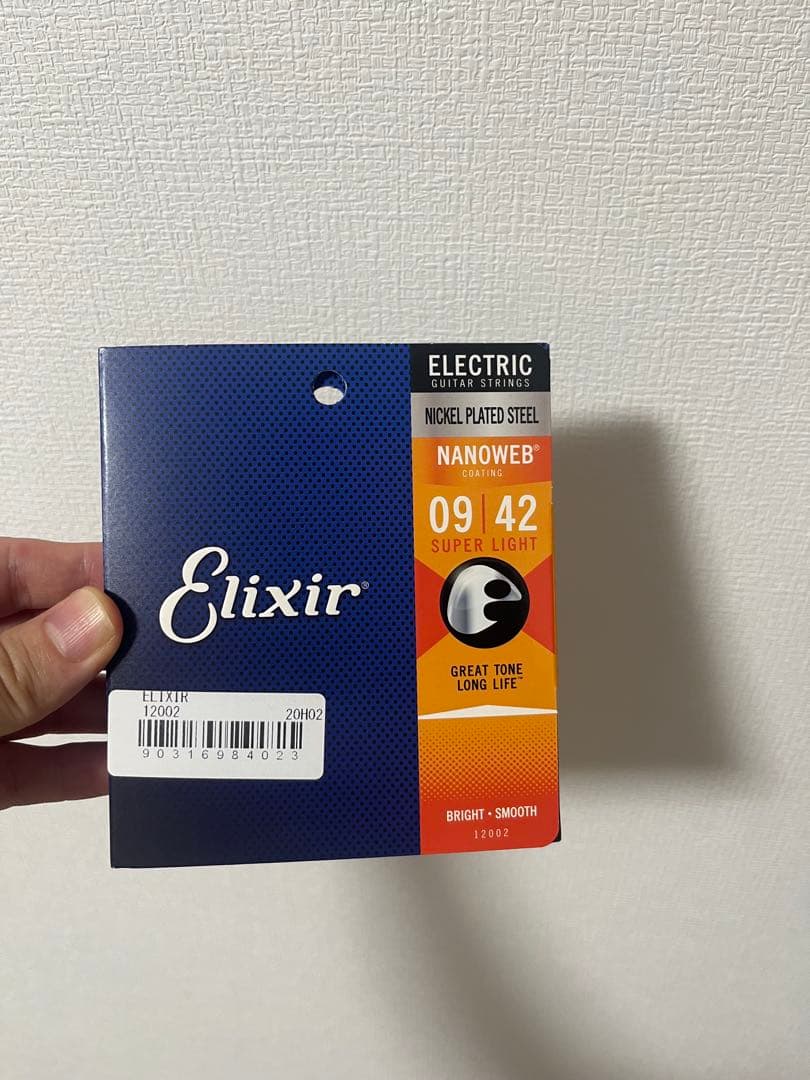 ELECTRIC
GUITAR STRINGS
NICKEL PLATED STEEL
NANOWEB®
COATING
09 | 42
SUPER LIGHT
Elixir®
GREAT TONE
LONG LIFE™
ELIXIR
12002 20H02
90316984023
BRIGHT • SMOOTH
12002